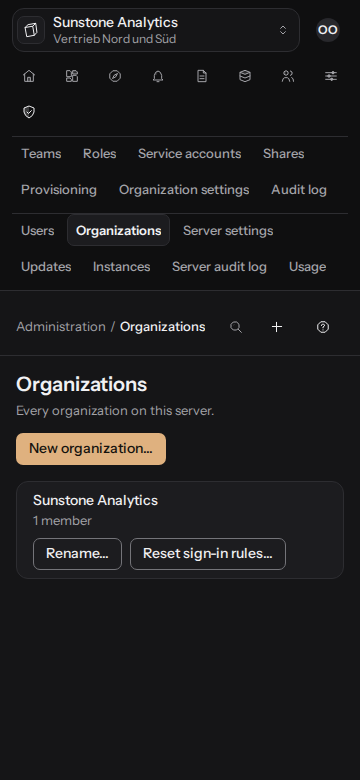 Sunstone Analytics
Vertrieb Nord und Süd
OO
Teams Roles Service accounts Shares
Provisioning Organization settings Audit log
Users Organizations Server settings
Updates Instances Server audit log Usage
Administration / Organizations
Organizations
Every organization on this server.
New organization...
Sunstone Analytics
1 member
Rename... Reset sign-in rules...